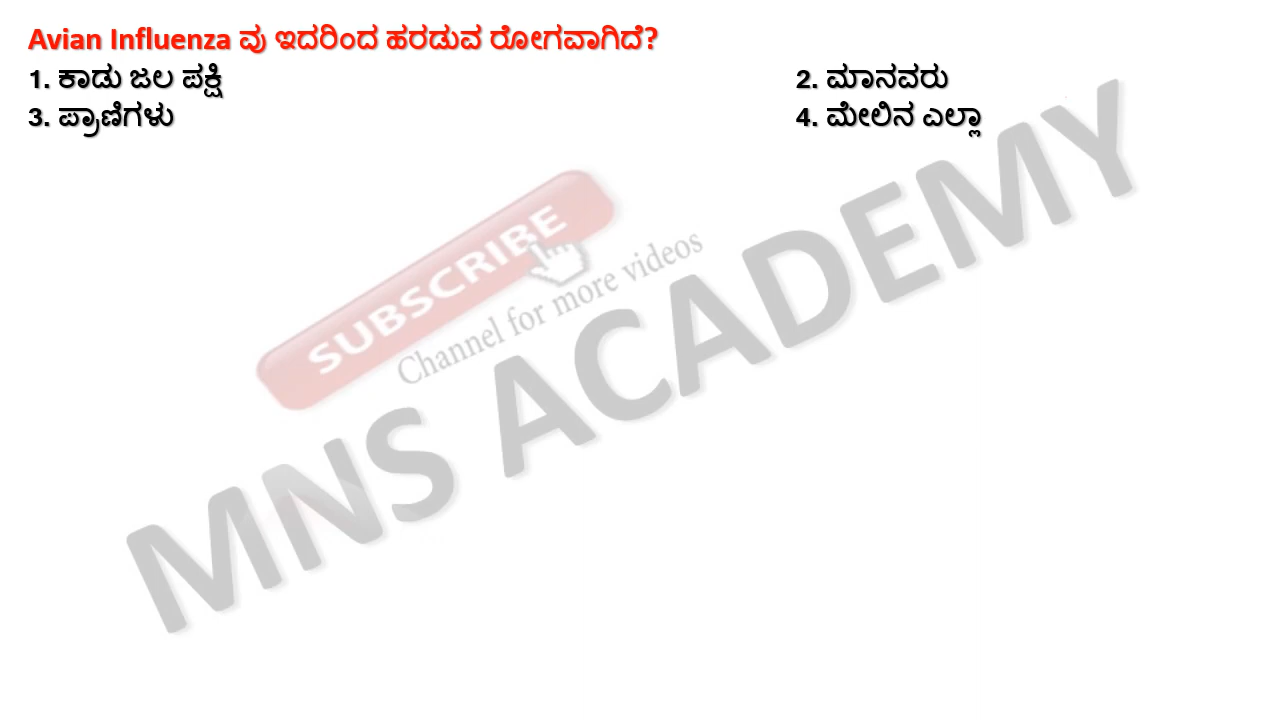 Avian Influenza ವು ಇದರಿಂದ ಹರಡುವ ರೋಗವಾಗಿದೆ?
1. ಕಾಡು ಜಲ ಪಕ್ಷಿ 2. ಮಾನವರು
3. ಪ್ರಾಣಿಗಳು 4. ಮೇಲಿನ ಎಲ್ಲಾ
SUBSCRIBE
Channel for more videos
MNS ACADEMY